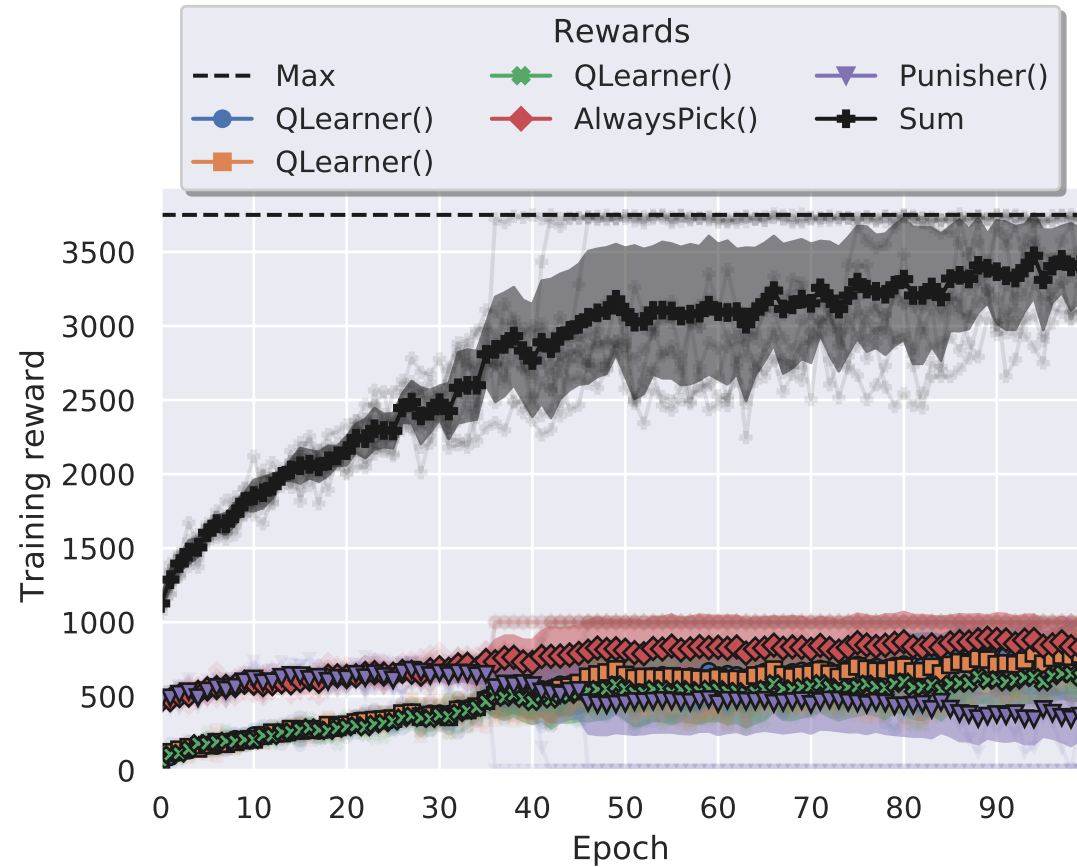 Rewards
Max
QLearner()
QLearner()
QLearner()
AlwaysPick()
Punisher()
Sum
Training reward
3500
3000
2500
2000
1500
1000
500
0
0 10 20 30 40 50 60 70 80 90
Epoch